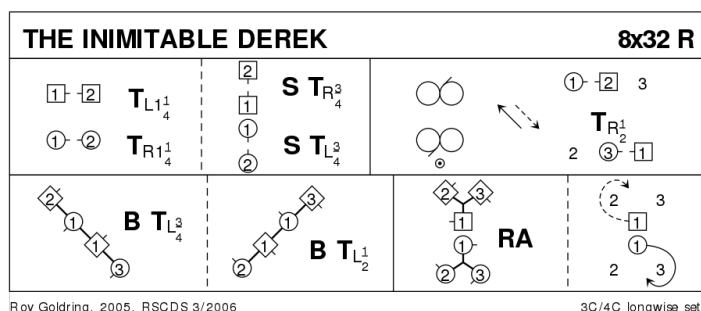 THE INIMITABLE DEREK 8x32 R
1 2 T L1¼
1 2 T R1¼
2
1
S T R¾
1
2
S T L¾
1 2 3
T R½
2 3 1
2
1
1
3
B T L¾
3
1
1
2
B T L½
2 3
1
1
2 3
RA
2 3
1
1
2 3
Roy Goldring, 2005, RSCDS 3/2006 3C/4C longwise set